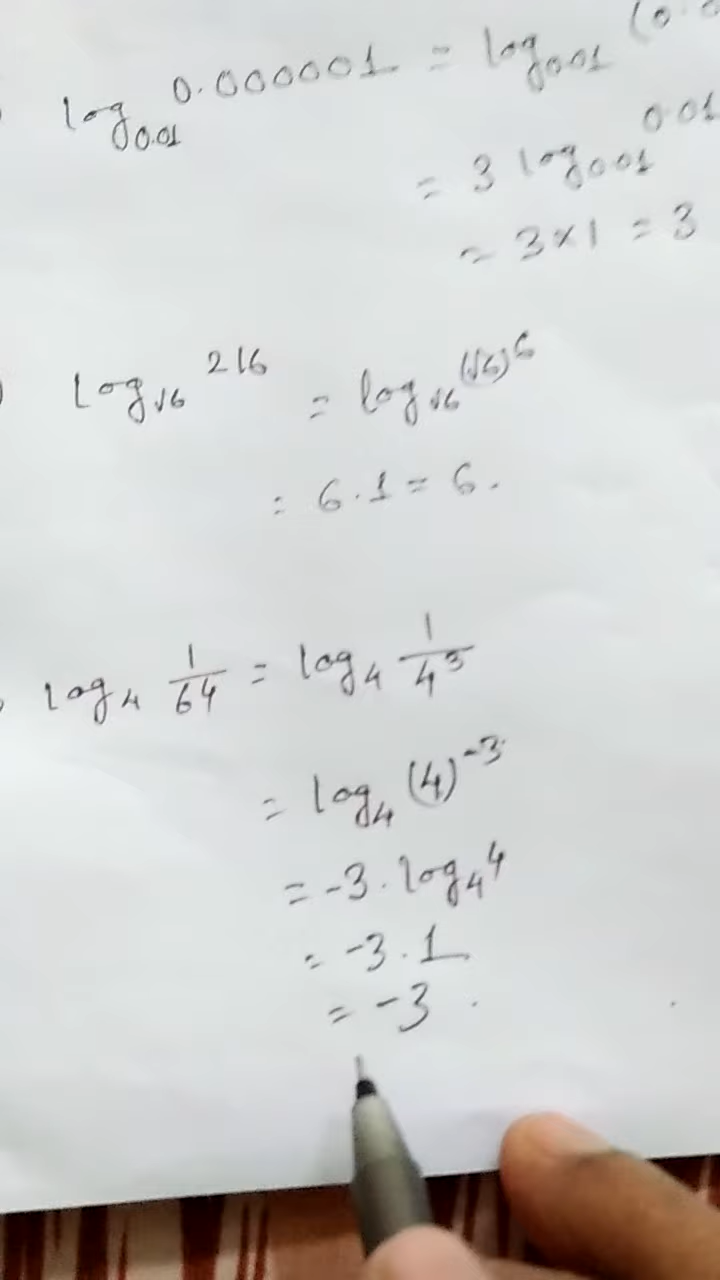 log₀.₀₁ 0.000001 = log₀.₀₁ (0.0
= 3 log₀.₀₁ 0.01
= 3×1 = 3
log√6 216 = log√6 (√6)⁶
= 6.1 = 6.
log₄ 1/64 = log₄ 1/4³
= log₄ (4)⁻³
= -3. log₄ 4
= -3.1
= -3.